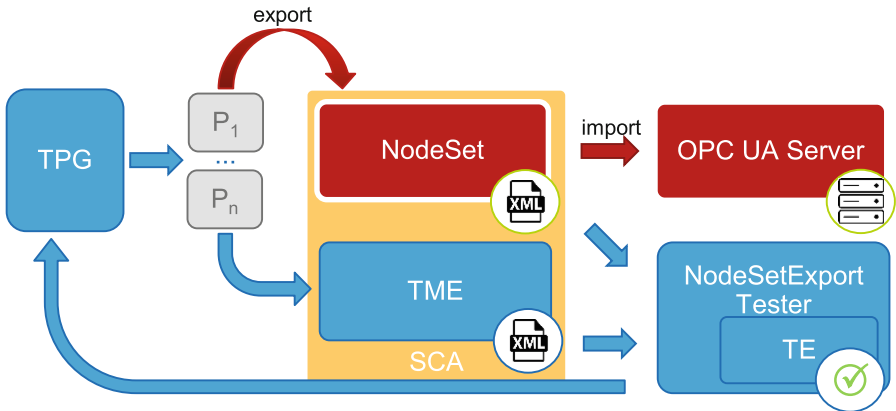 export
TPG
P1
...
Pn
NodeSet
XML
import
OPC UA Server
TME
XML
SCA
NodeSetExport
Tester
TE